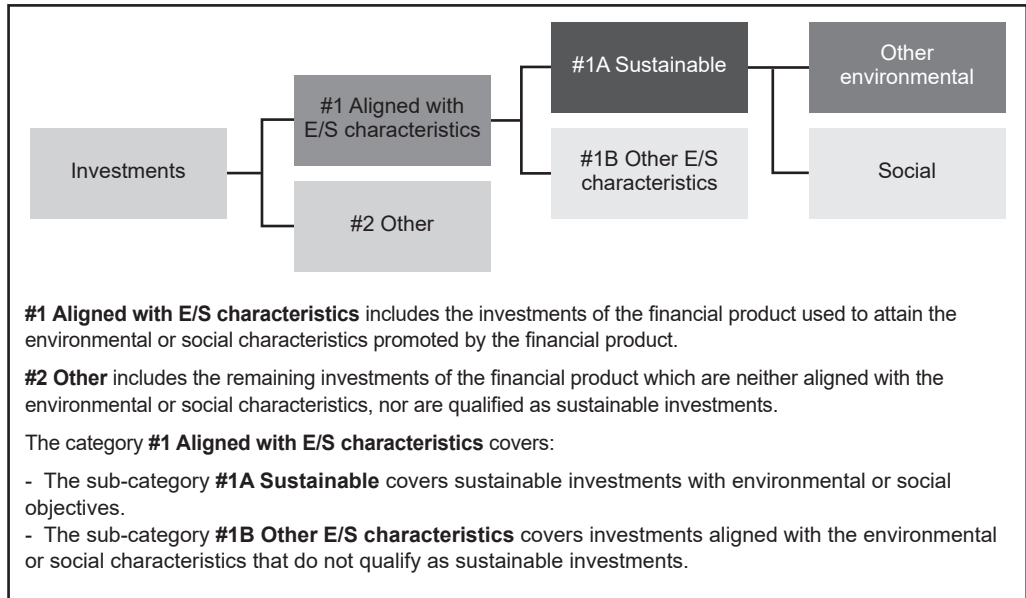 #1A Sustainable
Other
environmental
#1 Aligned with
E/S characteristics
Investments
#1B Other E/S
characteristics
Social
#2 Other
#1 Aligned with E/S characteristics includes the investments of the financial product used to attain the
environmental or social characteristics promoted by the financial product.
#2 Other includes the remaining investments of the financial product which are neither aligned with the
environmental or social characteristics, nor are qualified as sustainable investments.
The category #1 Aligned with E/S characteristics covers:
- The sub-category #1A Sustainable covers sustainable investments with environmental or social
objectives.
- The sub-category #1B Other E/S characteristics covers investments aligned with the environmental
or social characteristics that do not qualify as sustainable investments.